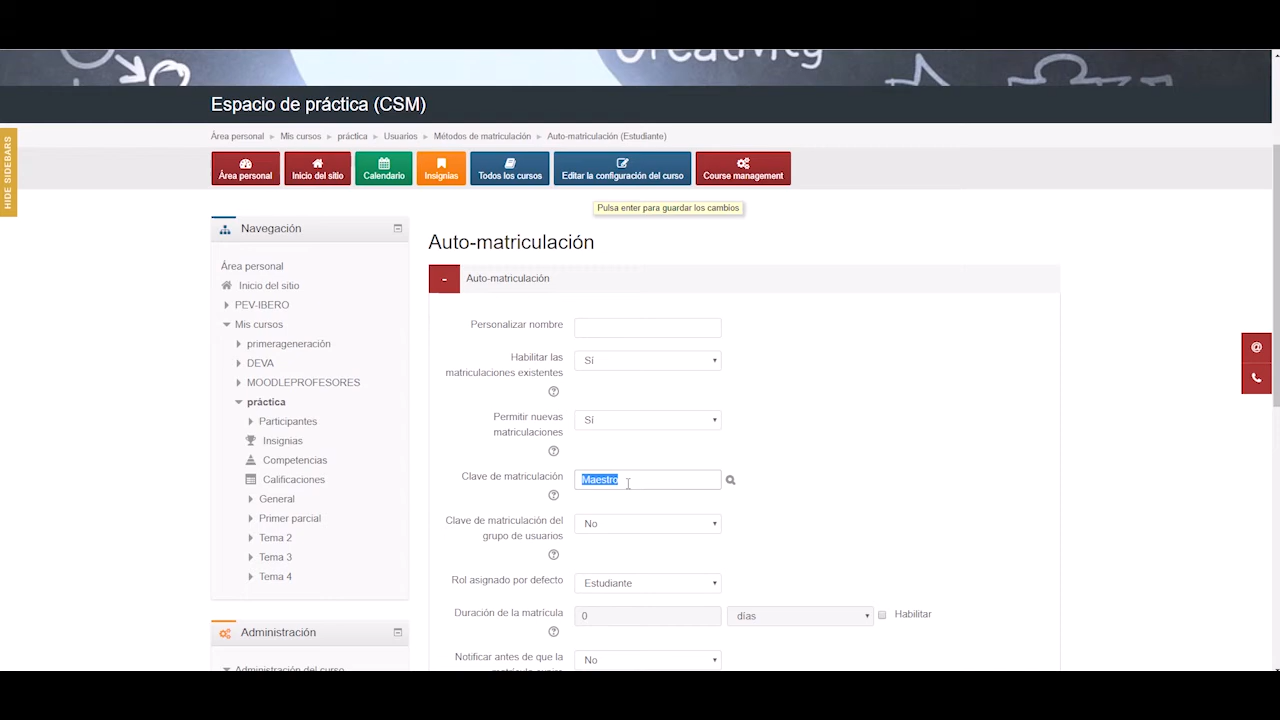 Creativity
Espacio de práctica (CSM)
HIDE SIDEBARS
Área personal ► Mis cursos ► práctica ► Usuarios ► Métodos de matriculación ► Auto-matriculación (Estudiante)
Área personal
Inicio del sitio
Calendario
Insignias
Todos los cursos
Editar la configuración del curso
Course management
Pulsa enter para guardar los cambios
Navegación
Área personal
Inicio del sitio
PEV-IBERO
Mis cursos
primerageneración
DEVA
MOODLEPROFESORES
práctica
Participantes
Insignias
Competencias
Calificaciones
General
Primer parcial
Tema 2
Tema 3
Tema 4
Administración
Administración del curso
Auto-matriculación
- Auto-matriculación
Personalizar nombre
Habilitar las
matriculaciones existentes
Sí
Permitir nuevas
matriculaciones
Sí
Clave de matriculación
Maestro
Clave de matriculación del
grupo de usuarios
No
Rol asignado por defecto
Estudiante
Duración de la matrícula
0
días
Habilitar
Notificar antes de que la
matrícula expire
No
@